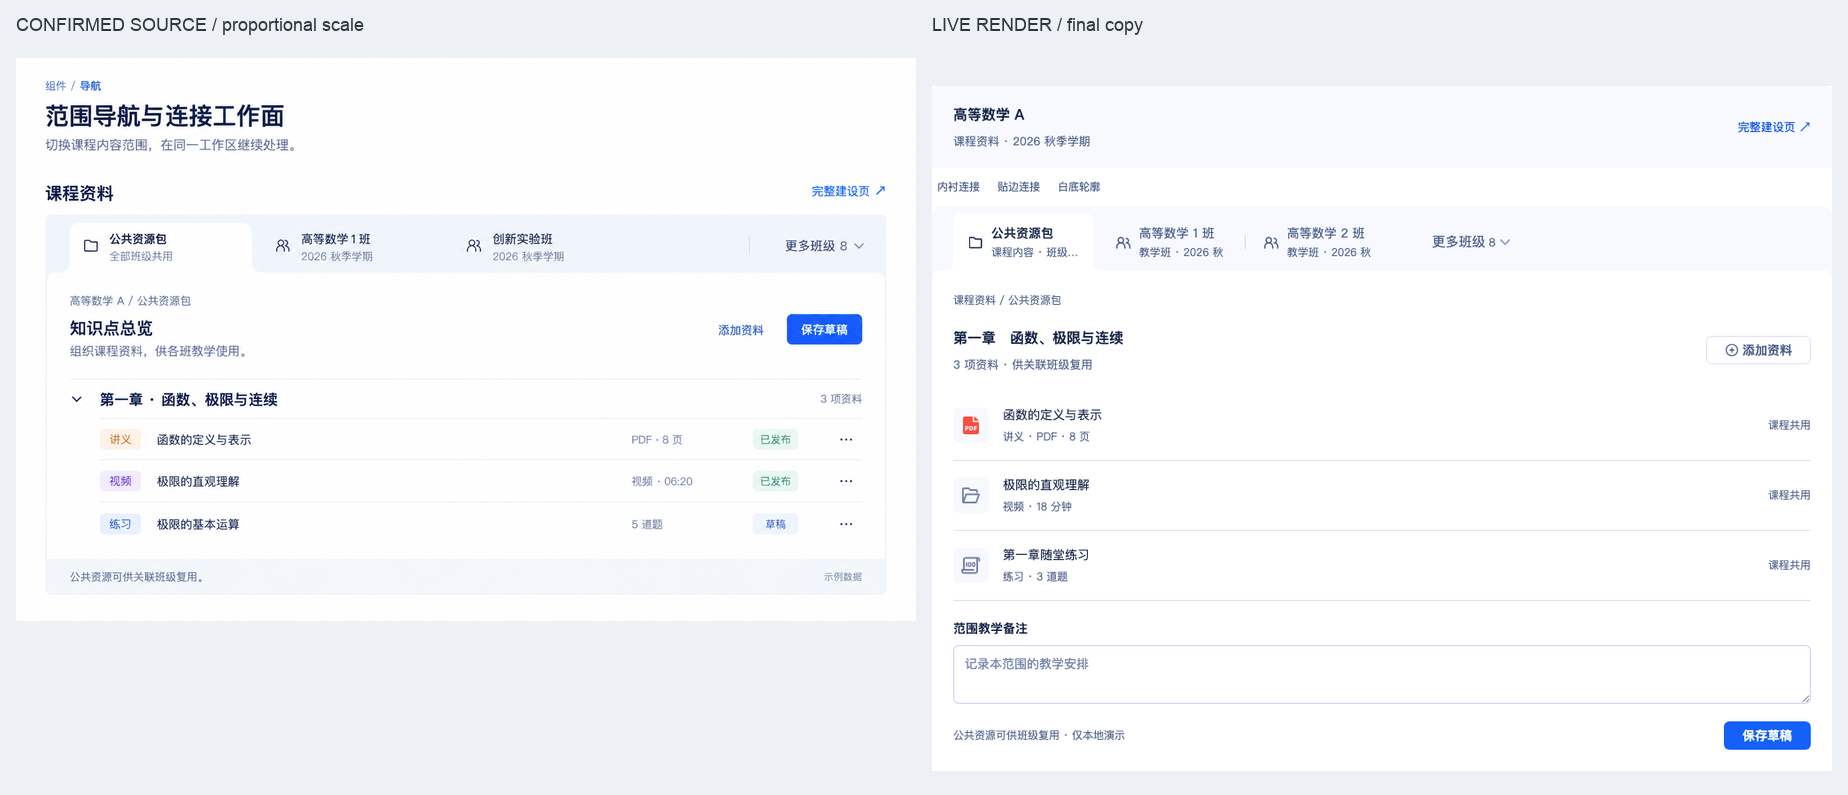 CONFIRMED SOURCE / proportional scale
组件 / 导航
范围导航与连接工作面
切换课程内容范围，在同一工作区继续处理。
课程资料
完整建设页 ↗
公共资源包
全部班级共用
高等数学 1 班
2026 秋季学期
创新实验班
2026 秋季学期
更多班级 8
高等数学 A / 公共资源包
知识点总览
组织课程资料，供各班教学使用。
添加资料
保存草稿
第一章 · 函数、极限与连续
3 项资料
讲义 函数的定义与表示 PDF · 8 页 已发布 ···
视频 极限的直观理解 视频 · 06:20 已发布 ···
练习 极限的基本运算 5 道题 草稿 ···
公共资源可供关联班级复用。
示例数据
LIVE RENDER / final copy
高等数学 A
课程资料 · 2026 秋季学期
完整建设页 ↗
内衬连接 贴边连接 白底轮廓
公共资源包
课程内容 · 班级...
高等数学 1 班
教学班 · 2026 秋
高等数学 2 班
教学班 · 2026 秋
更多班级 8
课程资料 / 公共资源包
第一章　函数、极限与连续
3 项资料 · 供关联班级复用
添加资料
PDF
函数的定义与表示
讲义 · PDF · 8 页
课程共用
极限的直观理解
视频 · 18 分钟
课程共用
100
第一章随堂练习
练习 · 3 道题
课程共用
范围教学备注
记录本范围的教学安排
公共资源可供班级复用 · 仅本地演示
保存草稿